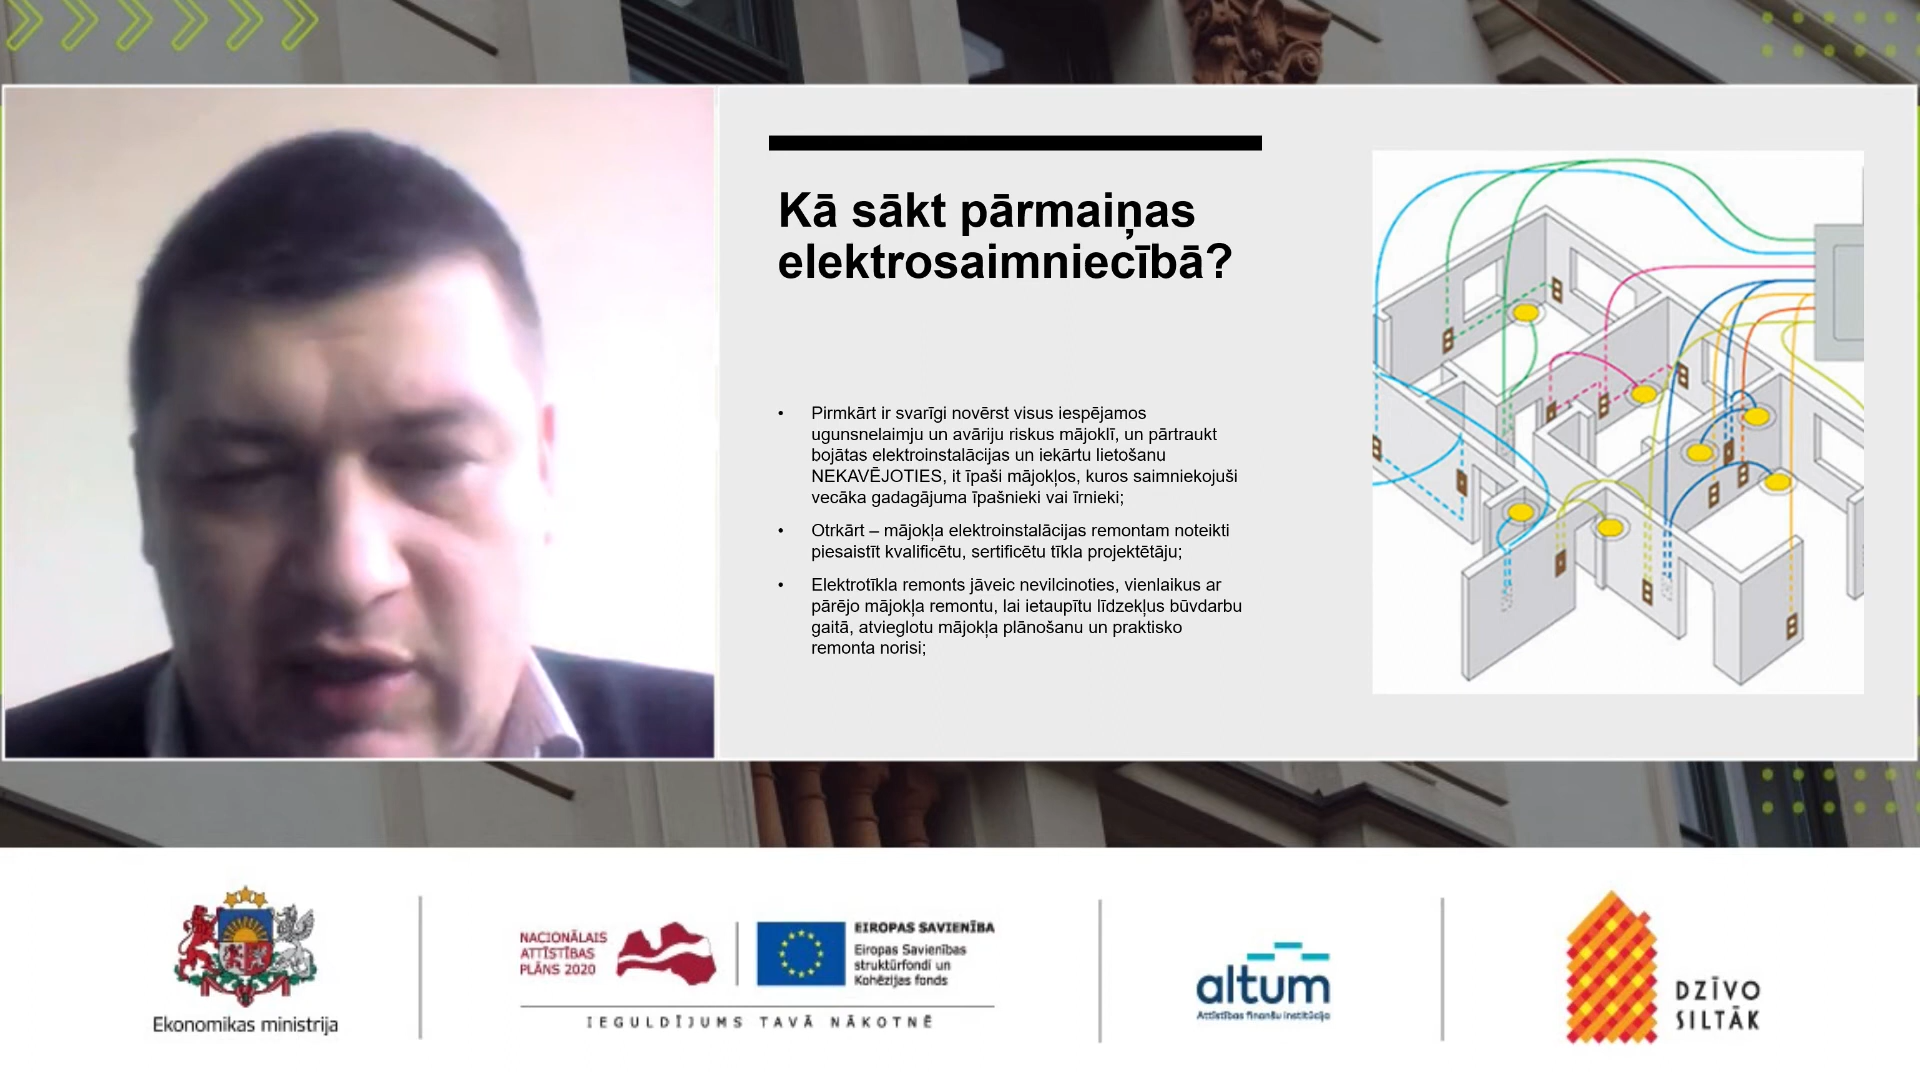 Kā sākt pārmaiņas
elektrosaimniecībā?
• Pirmkārt ir svarīgi novērst visus iespējamos
ugunsnelaimju un avāriju riskus mājoklī, un pārtraukt
bojātas elektroinstalācijas un iekārtu lietošanu
NEKAVĒJOTIES, it īpaši mājokļos, kuros saimniekojuši
vecāka gadagājuma īpašnieki vai īrnieki;
• Otrkārt – mājokļa elektroinstalācijas remontam noteikti
piesaistīt kvalificētu, sertificētu tīkla projektētāju;
• Elektrotīkla remonts jāveic nevilcinoties, vienlaikus ar
pārējo mājokļa remontu, lai ietaupītu līdzekļus būvdarbu
gaitā, atvieglotu mājokļa plānošanu un praktisko
remonta norisi;
Ekonomikas ministrija
NACIONĀLAIS
ATTĪSTĪBAS
PLĀNS 2020
EIROPAS SAVIENĪBA
Eiropas Savienības
struktūrfondi un
Kohēzijas fonds
IEGULDĪJUMS TAVĀ NĀKOTNĒ
altum
Attīstības finanšu institūcija
DZĪVO
SILTĀK